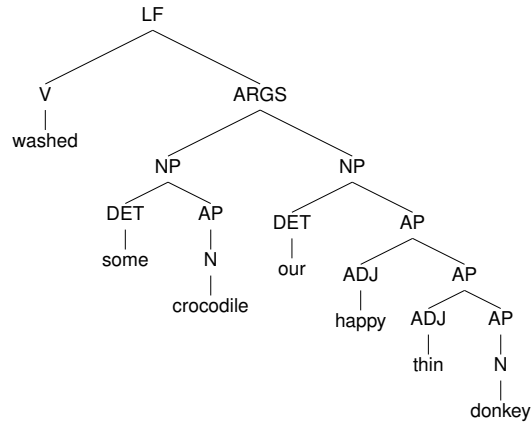 LF
V ARGS
washed
NP NP
DET AP DET AP
some N our ADJ AP
crocodile happy ADJ AP
thin N
donkey